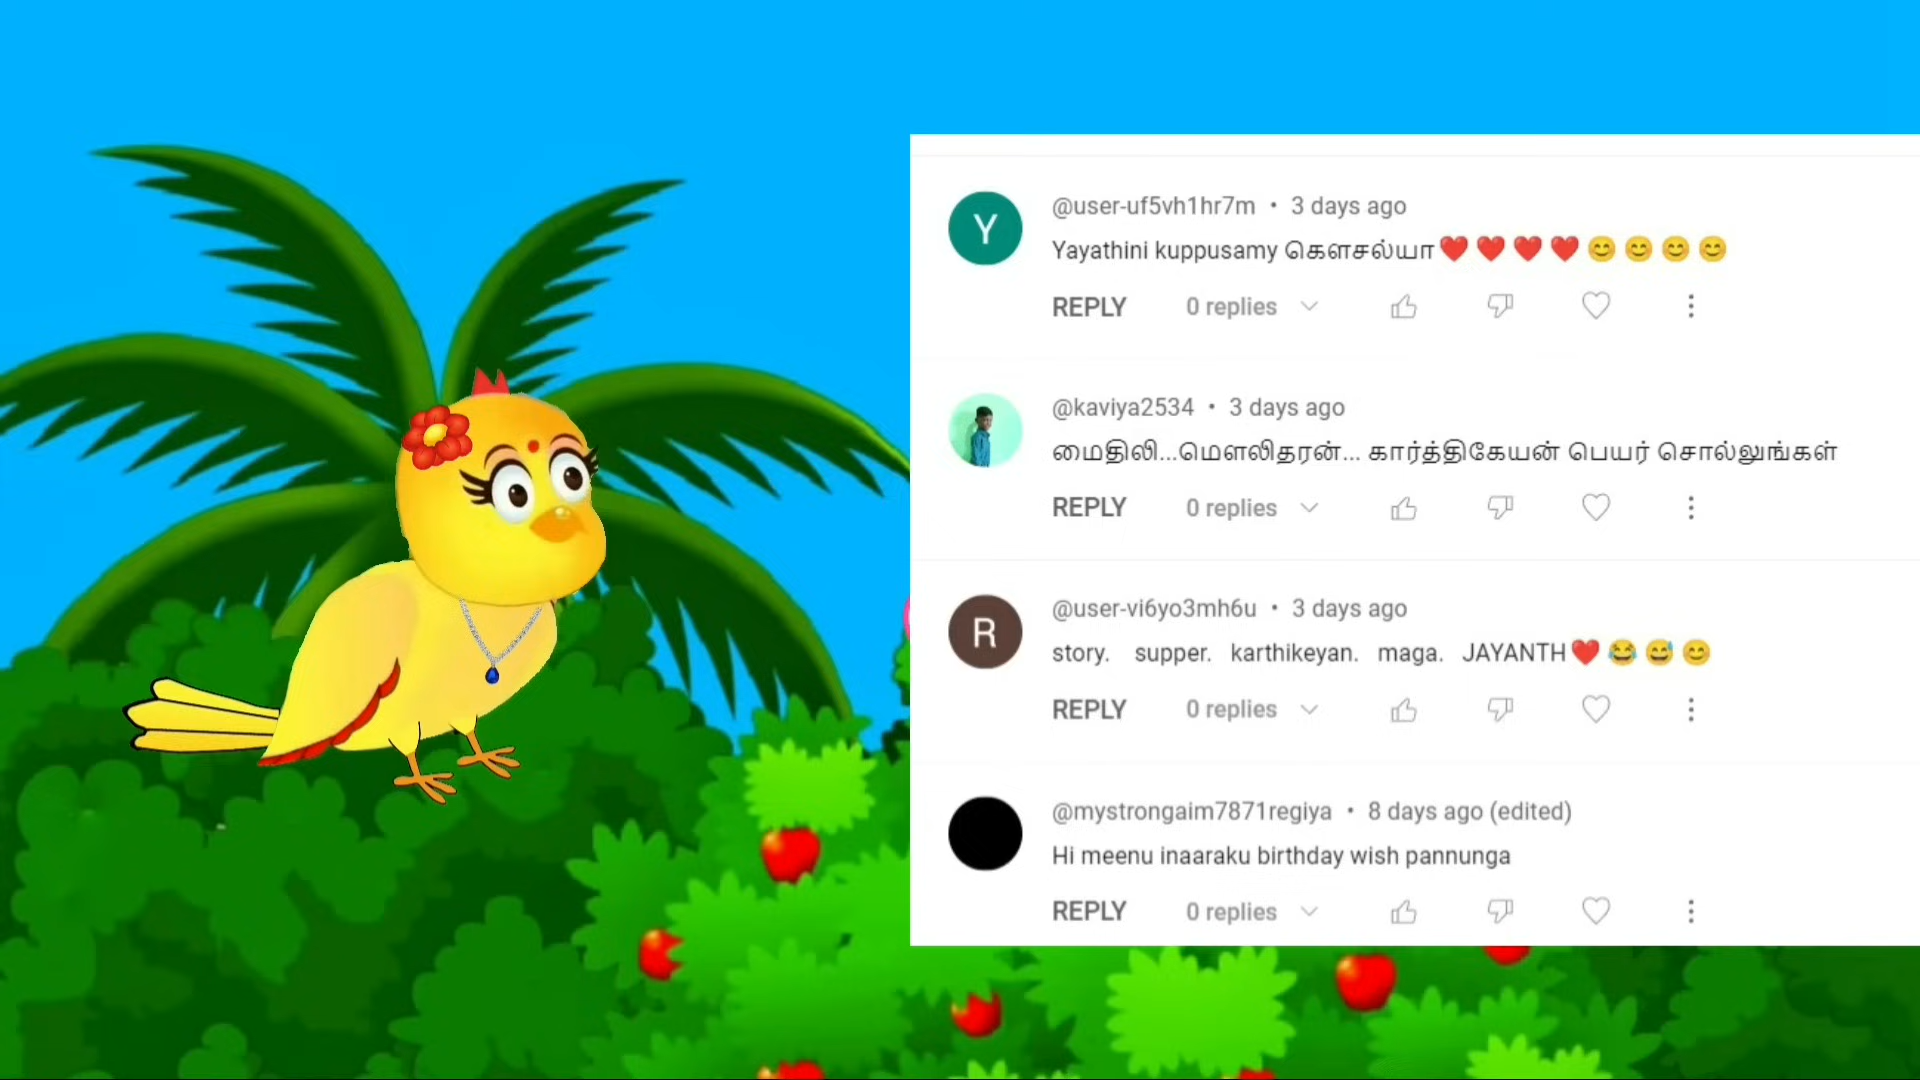 Y
@user-uf5vh1hr7m • 3 days ago
Yayathini kuppusamy கௌசல்யா❤️❤️❤️❤️😊😊😊😊
REPLY 0 replies
@kaviya2534 • 3 days ago
மைதிலி...மௌலிதரன்... கார்த்திகேயன் பெயர் சொல்லுங்கள்
REPLY 0 replies
R
@user-vi6yo3mh6u • 3 days ago
story. supper. karthikeyan. maga. JAYANTH❤️😂😅😊
REPLY 0 replies
@mystrongaim7871regiya • 8 days ago (edited)
Hi meenu inaaraku birthday wish pannunga
REPLY 0 replies